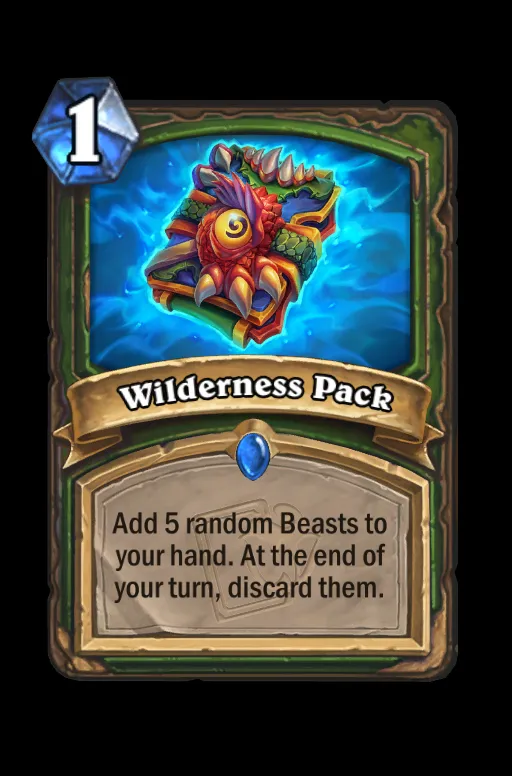 1
Wilderness Pack
Add 5 random Beasts to
your hand. At the end of
your turn, discard them.